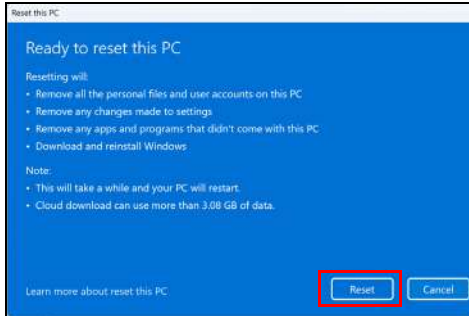 Reset this PC
Ready to reset this PC
Resetting will:
• Remove all the personal files and user accounts on this PC
• Remove any changes made to settings
• Remove any apps and programs that didn't come with this PC
• Download and reinstall Windows
Note:
• This will take a while and your PC will restart.
• Cloud download can use more than 3.08 GB of data.
Learn more about reset this PC
Reset
Cancel